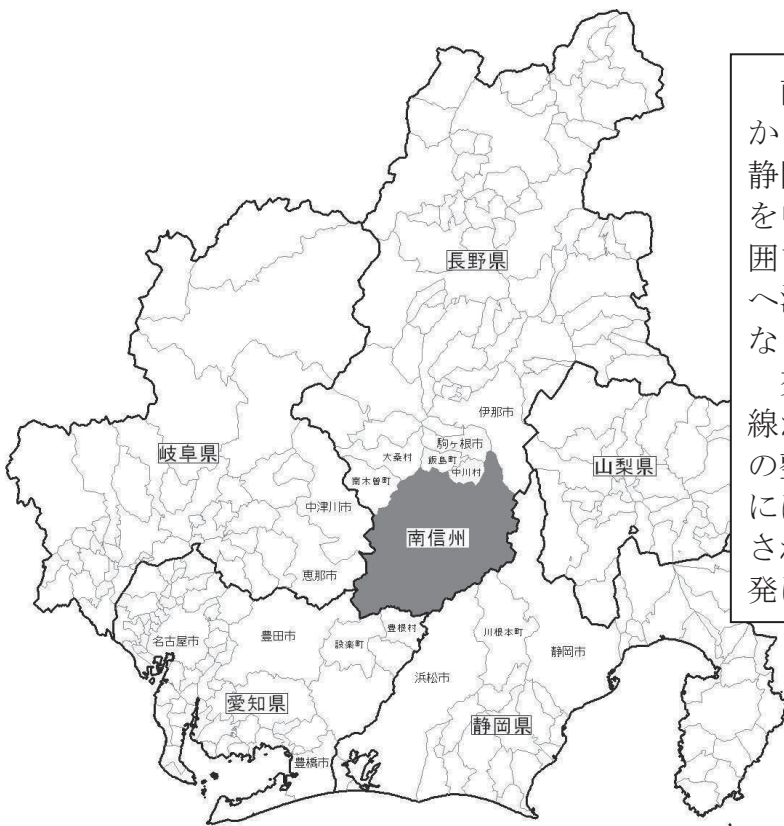 長野県
伊那市
駒ヶ根市
大桑村
飯島町
中川村
南木曽町
岐阜県
山梨県
中津川市
南信州
恵那市
豊根村
名古屋市
豊田市
設楽町
川根本町
静岡市
浜松市
愛知県
静岡県
豊橋市
か
静
を
囲
へ
な
線
の
に
さ
発